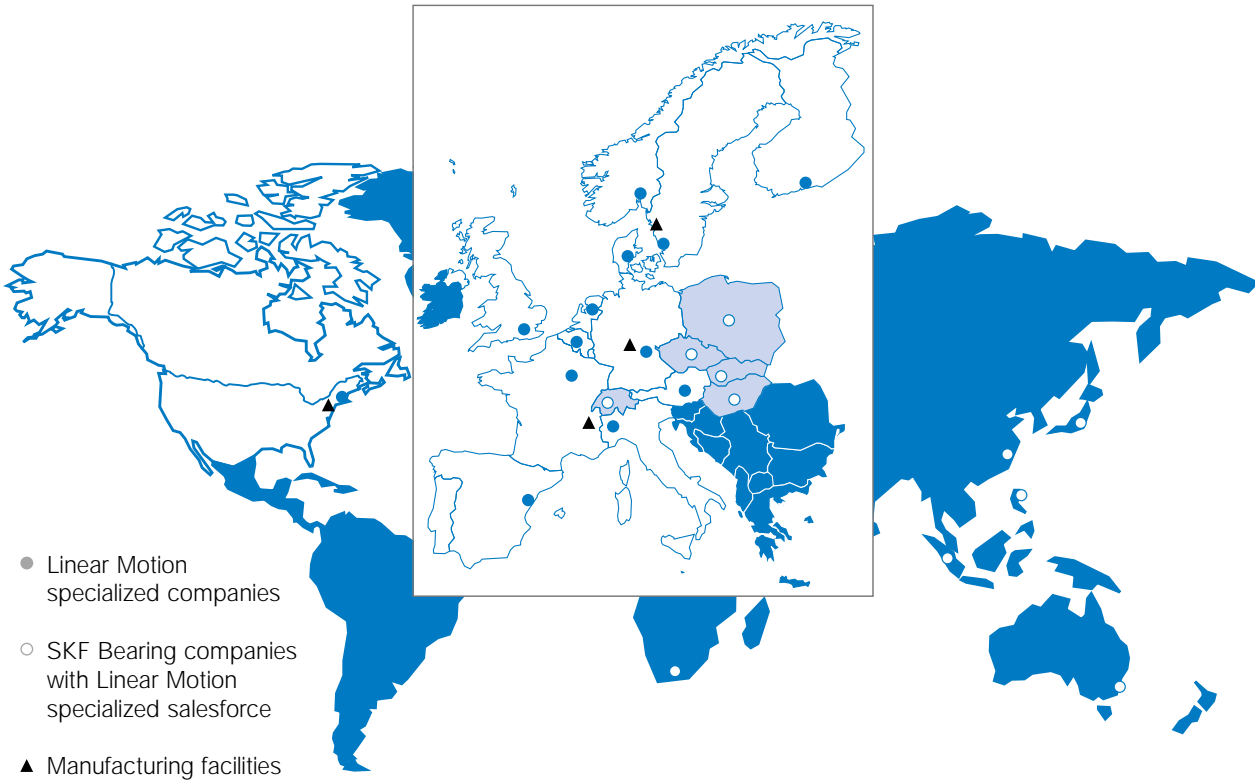 Linear Motion
specialized companies
SKF Bearing companies
with Linear Motion
specialized salesforce
Manufacturing facilities